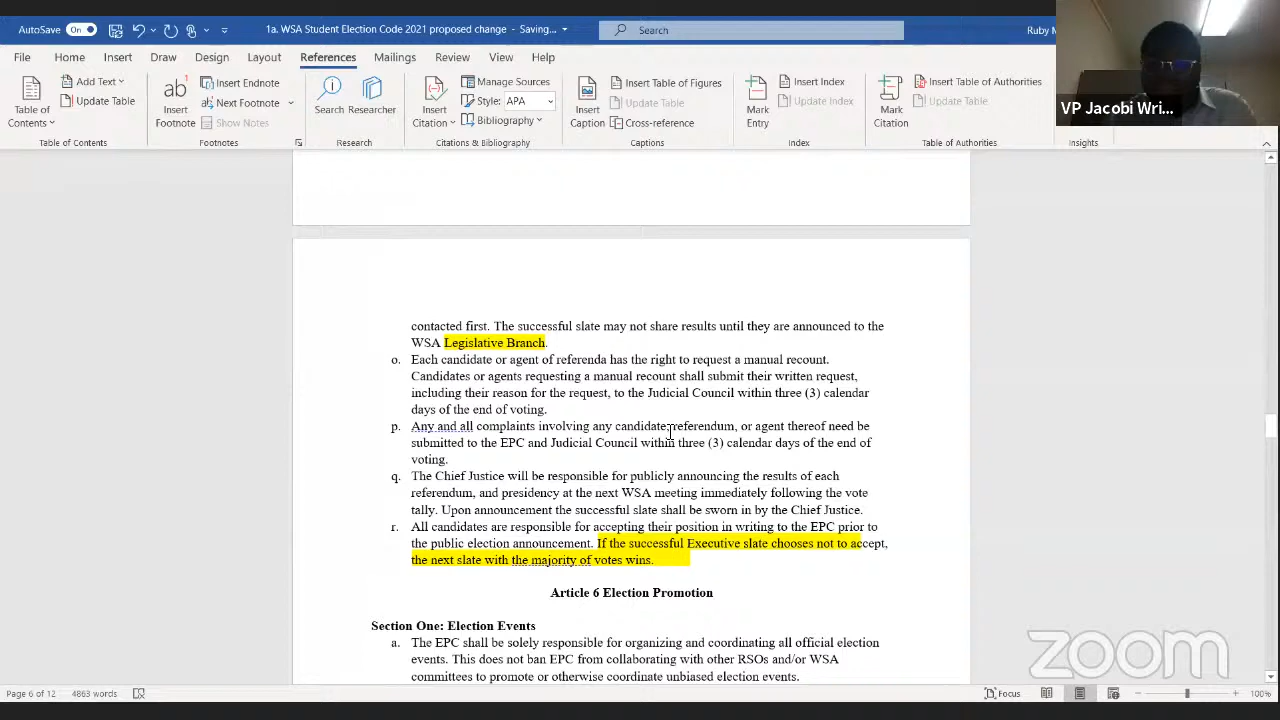 AutoSave On 1a. WSA Student Election Code 2021 proposed change - Saving... Search Ruby M
File Home Insert Draw Design Layout References Mailings Review View Help
Table of Contents Add Text Update Table Insert Footnote Insert Endnote Next Footnote Show Notes Search Researcher Insert Citation Manage Sources Style: APA Bibliography Insert Caption Insert Table of Figures Update Table Cross-reference Mark Entry Insert Index Update Index Mark Citation Insert Table of Authorities Update Table
Table of Contents Footnotes Research Citations & Bibliography Captions Index Table of Authorities Insights
VP Jacobi Wri...
contacted first. The successful slate may not share results until they are announced to the
WSA Legislative Branch.
o. Each candidate or agent of referenda has the right to request a manual recount.
Candidates or agents requesting a manual recount shall submit their written request,
including their reason for the request, to the Judicial Council within three (3) calendar
days of the end of voting.
p. Any and all complaints involving any candidate, referendum, or agent thereof need be
submitted to the EPC and Judicial Council within three (3) calendar days of the end of
voting.
q. The Chief Justice will be responsible for publicly announcing the results of each
referendum, and presidency at the next WSA meeting immediately following the vote
tally. Upon announcement the successful slate shall be sworn in by the Chief Justice.
r. All candidates are responsible for accepting their position in writing to the EPC prior to
the public election announcement. If the successful Executive slate chooses not to accept,
the next slate with the majority of votes wins.
Article 6 Election Promotion
Section One: Election Events
a. The EPC shall be solely responsible for organizing and coordinating all official election
events. This does not ban EPC from collaborating with other RSOs and/or WSA
committees to promote or otherwise coordinate unbiased election events.
zoom
Page 6 of 12 4863 words Focus 100%